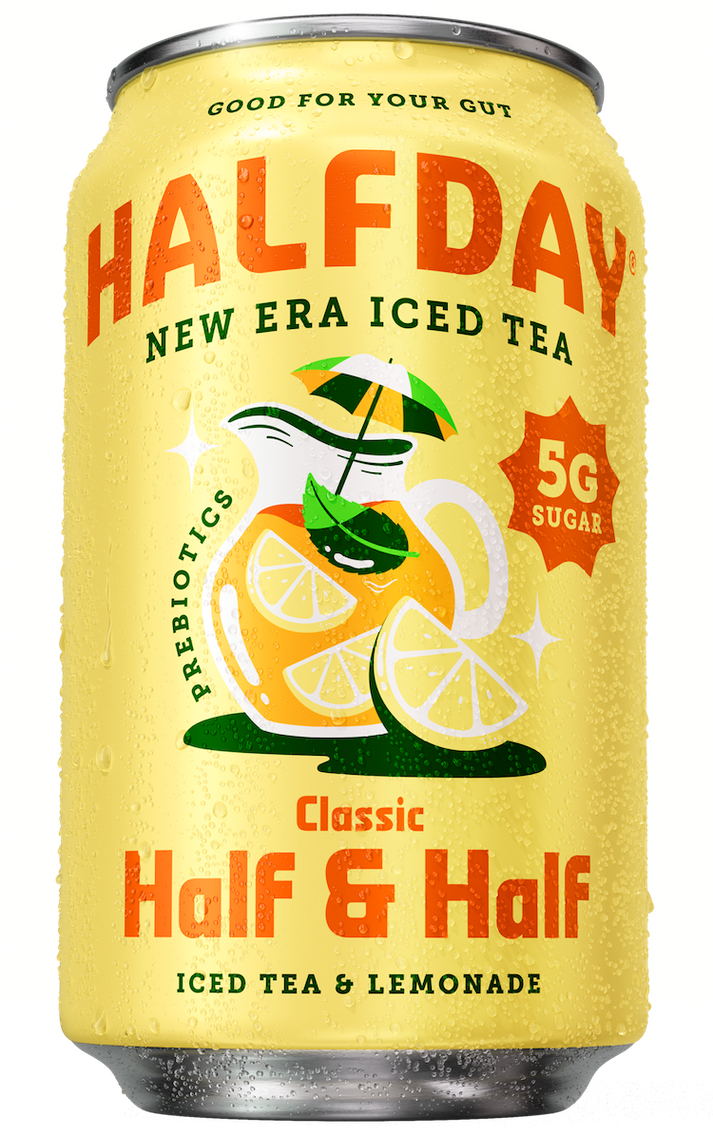 GOOD FOR YOUR GUT
HALFDAY®
NEW ERA ICED TEA
PREBIOTICS
5G
SUGAR
Classic
Half & Half
ICED TEA & LEMONADE